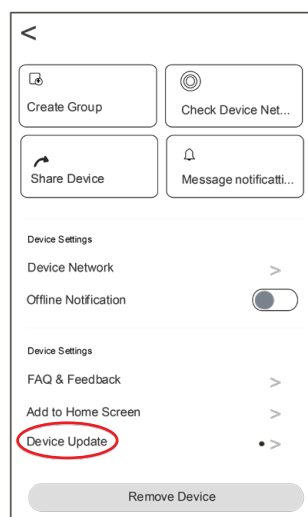 <
Create Group
Check Device Net...
Share Device
Message notificatti...
Device Settings
Device Network >
Offline Notification
Device Settings
FAQ & Feedback >
Add to Home Screen >
Device Update • >
Remove Device